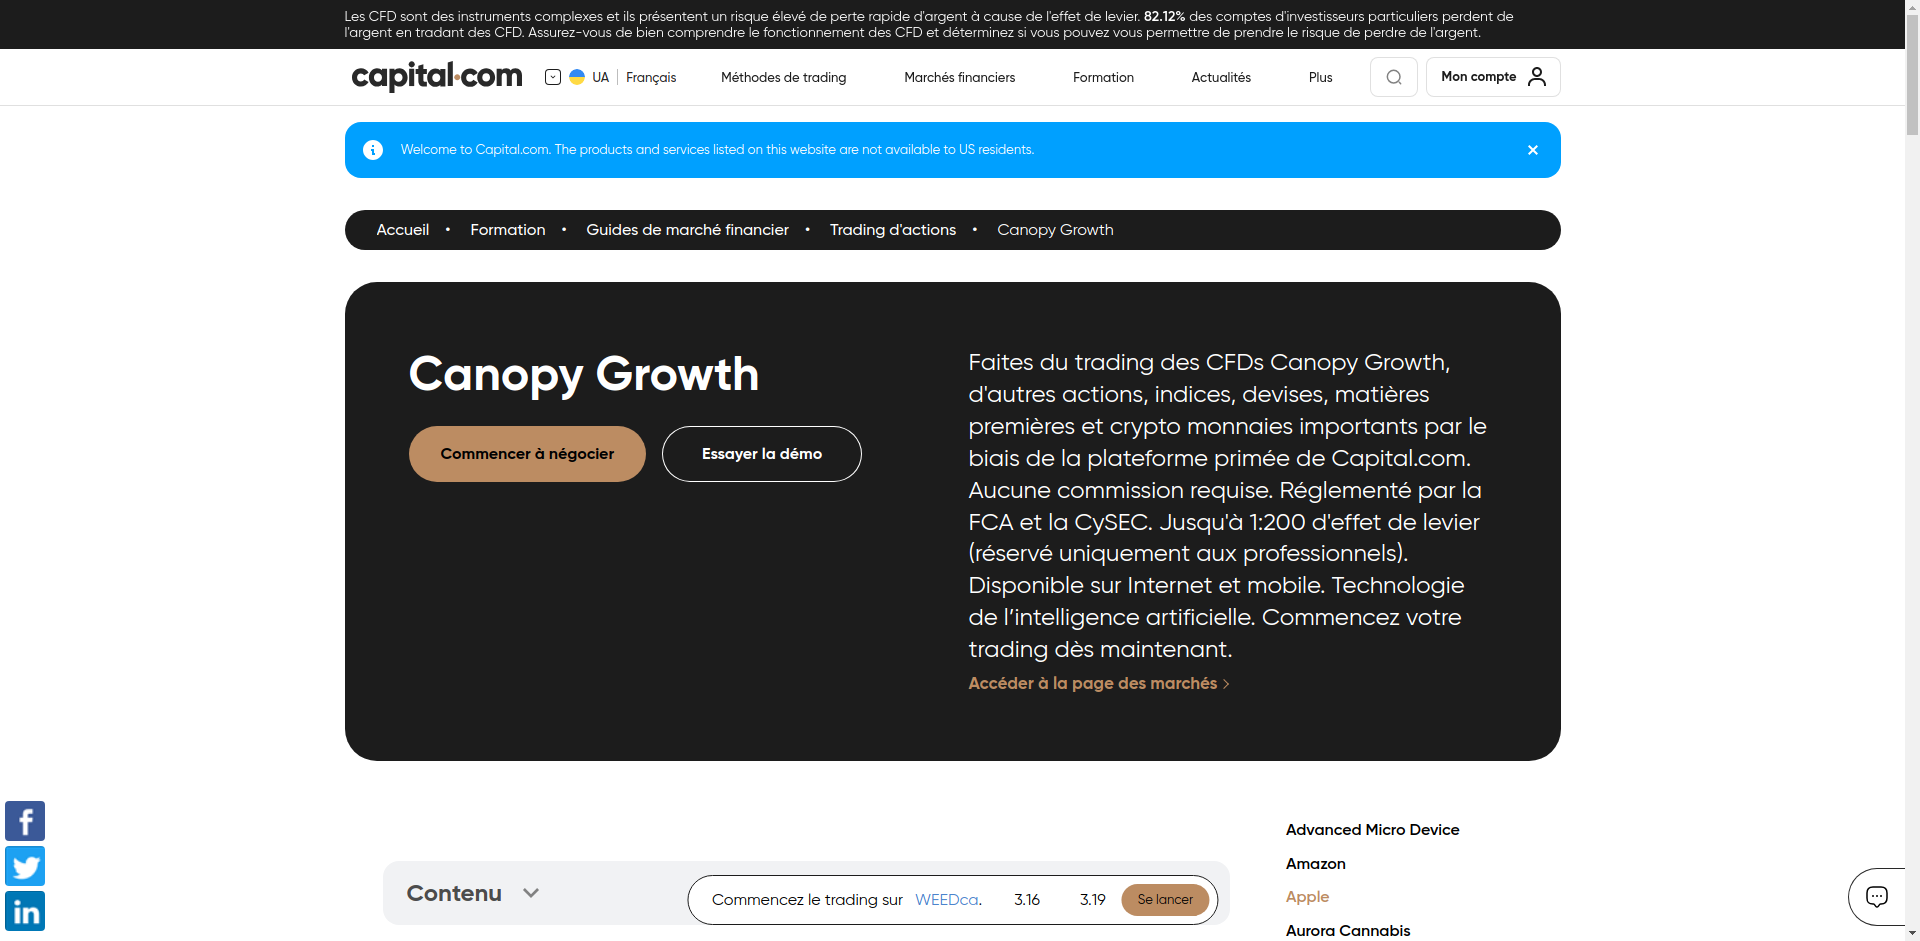 Les CFD sont des instruments complexes et ils présentent un risque élevé de perte rapide d'argent à cause de l'effet de levier. 82.12% des comptes d'investisseurs particuliers perdent de
l'argent en tradant des CFD. Assurez-vous de bien comprendre le fonctionnement des CFD et déterminez si vous pouvez vous permettre de prendre le risque de perdre de l'argent.
capital.com UA Français Méthodes de trading Marchés financiers Formation Actualités Plus Mon compte
Welcome to Capital.com. The products and services listed on this website are not available to US residents.
Accueil • Formation • Guides de marché financier • Trading d'actions • Canopy Growth
Canopy Growth
Commencer à négocier Essayer la démo
Faites du trading des CFDs Canopy Growth,
d'autres actions, indices, devises, matières
premières et crypto monnaies importants par le
biais de la plateforme primée de Capital.com.
Aucune commission requise. Réglementé par la
FCA et la CySEC. Jusqu'à 1:200 d'effet de levier
(réservé uniquement aux professionnels).
Disponible sur Internet et mobile. Technologie
de l’intelligence artificielle. Commencez votre
trading dès maintenant.
Accéder à la page des marchés
Contenu
Commencez le trading sur WEEDca. 3.16 3.19 Se lancer
Advanced Micro Device
Amazon
Apple
Aurora Cannabis